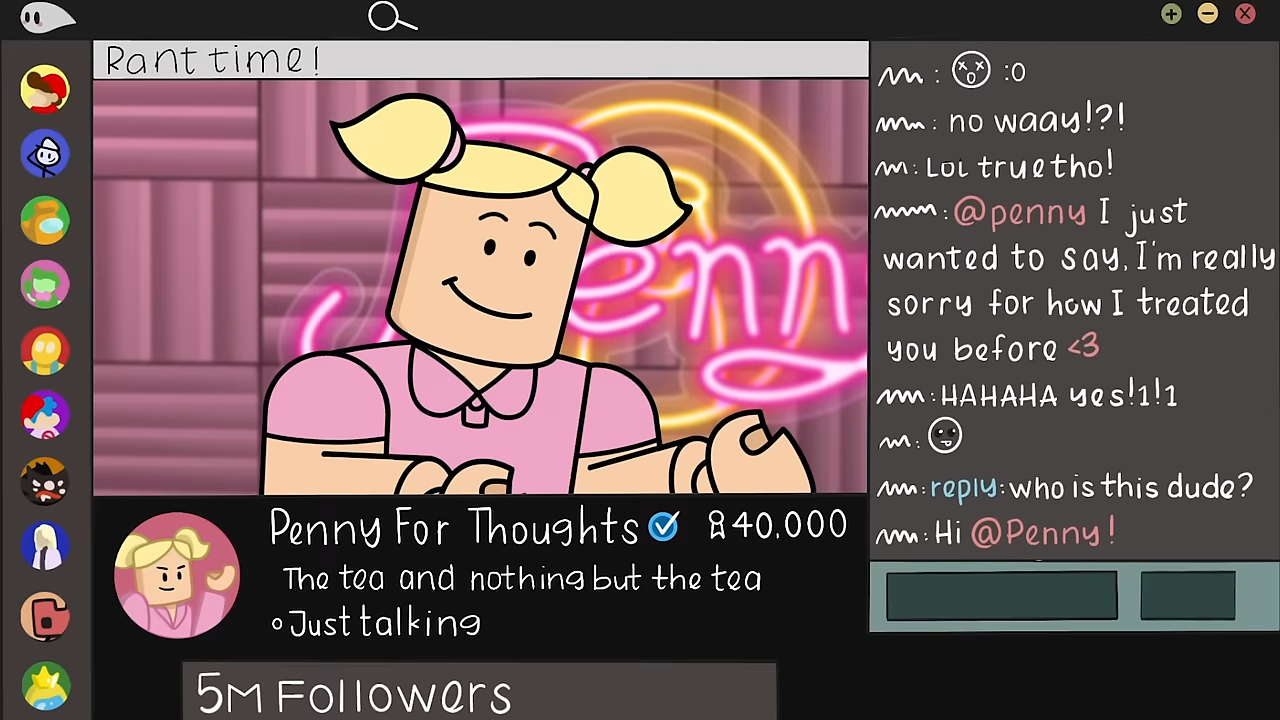 Rant time!
Penny
: :O
: no waay!?!
: Lol true tho!
: @penny I just
wanted to say, I'm really
sorry for how I treated
you before <3
: HAHAHA yes!1!1
:
: reply: who is this dude?
: Hi @Penny!
Penny For Thoughts 840,000
The tea and nothing but the tea
Just talking
5M Followers